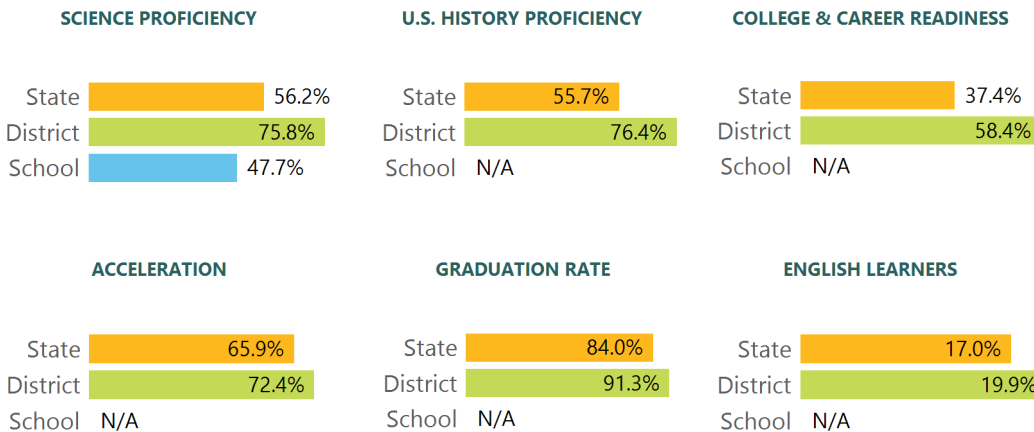 SCIENCE PROFICIENCY
State 56.2%
District 75.8%
School 47.7%
U.S. HISTORY PROFICIENCY
State 55.7%
District 76.4%
School N/A
COLLEGE & CAREER READINESS
State 37.4%
District 58.4%
School N/A
ACCELERATION
State 65.9%
District 72.4%
School N/A
GRADUATION RATE
State 84.0%
District 91.3%
School N/A
ENGLISH LEARNERS
State 17.0%
District 19.9%
School N/A